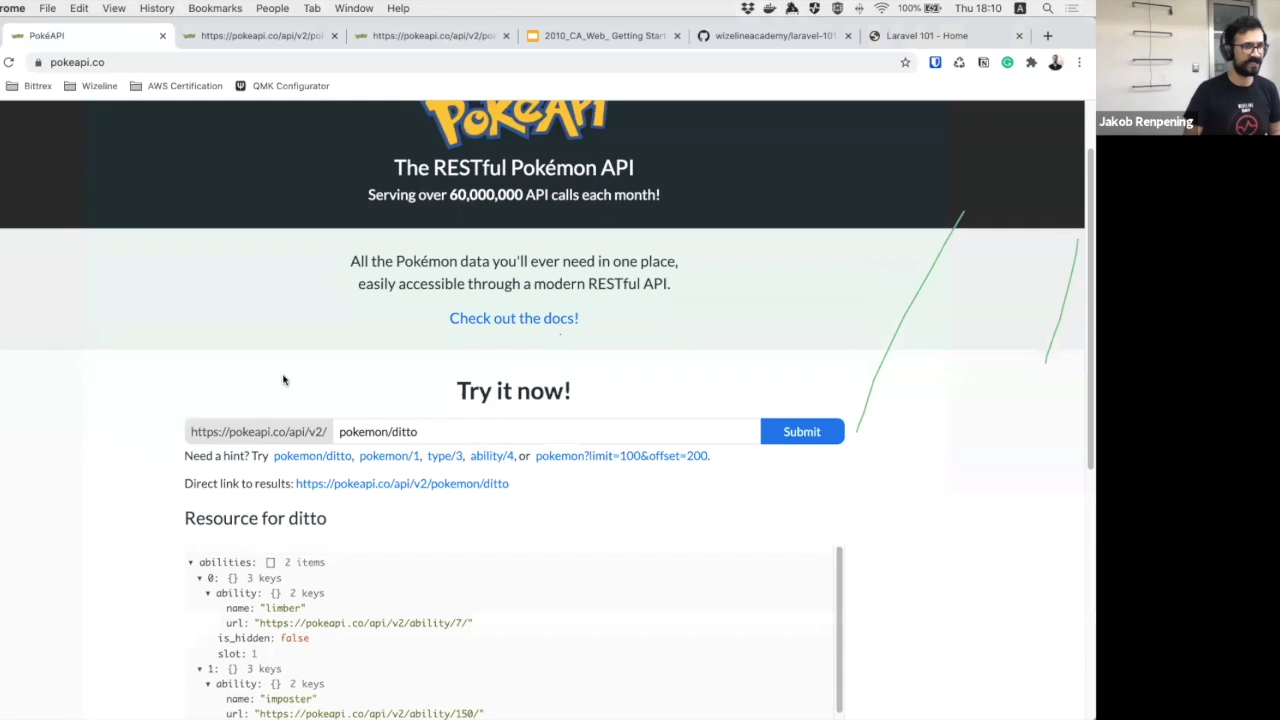 rome File Edit View History Bookmarks People Tab Window Help 100% Thu 18:10 A
PokéAPI https://pokeapi.co/api/v2/po https://pokeapi.co/api/v2/po 2010_CA_Web_ Getting Start wizelineacademy/laravel-101 Laravel 101 - Home
pokeapi.co
Bittrex Wizeline AWS Certification QMK Configurator
PokéAPI
The RESTful Pokémon API
Serving over 60,000,000 API calls each month!
All the Pokémon data you'll ever need in one place,
easily accessible through a modern RESTful API.
Check out the docs!
Try it now!
https://pokeapi.co/api/v2/ pokemon/ditto Submit
Need a hint? Try pokemon/ditto, pokemon/1, type/3, ability/4, or pokemon?limit=100&offset=200.
Direct link to results: https://pokeapi.co/api/v2/pokemon/ditto
Resource for ditto
abilities: [] 2 items
0: {} 3 keys
ability: {} 2 keys
name: "limber"
url: "https://pokeapi.co/api/v2/ability/7/"
is_hidden: false
slot: 1
1: {} 3 keys
ability: {} 2 keys
name: "imposter"
url: "https://pokeapi.co/api/v2/ability/150/"
Jakob Renpening